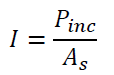 I = P_inc / A_s